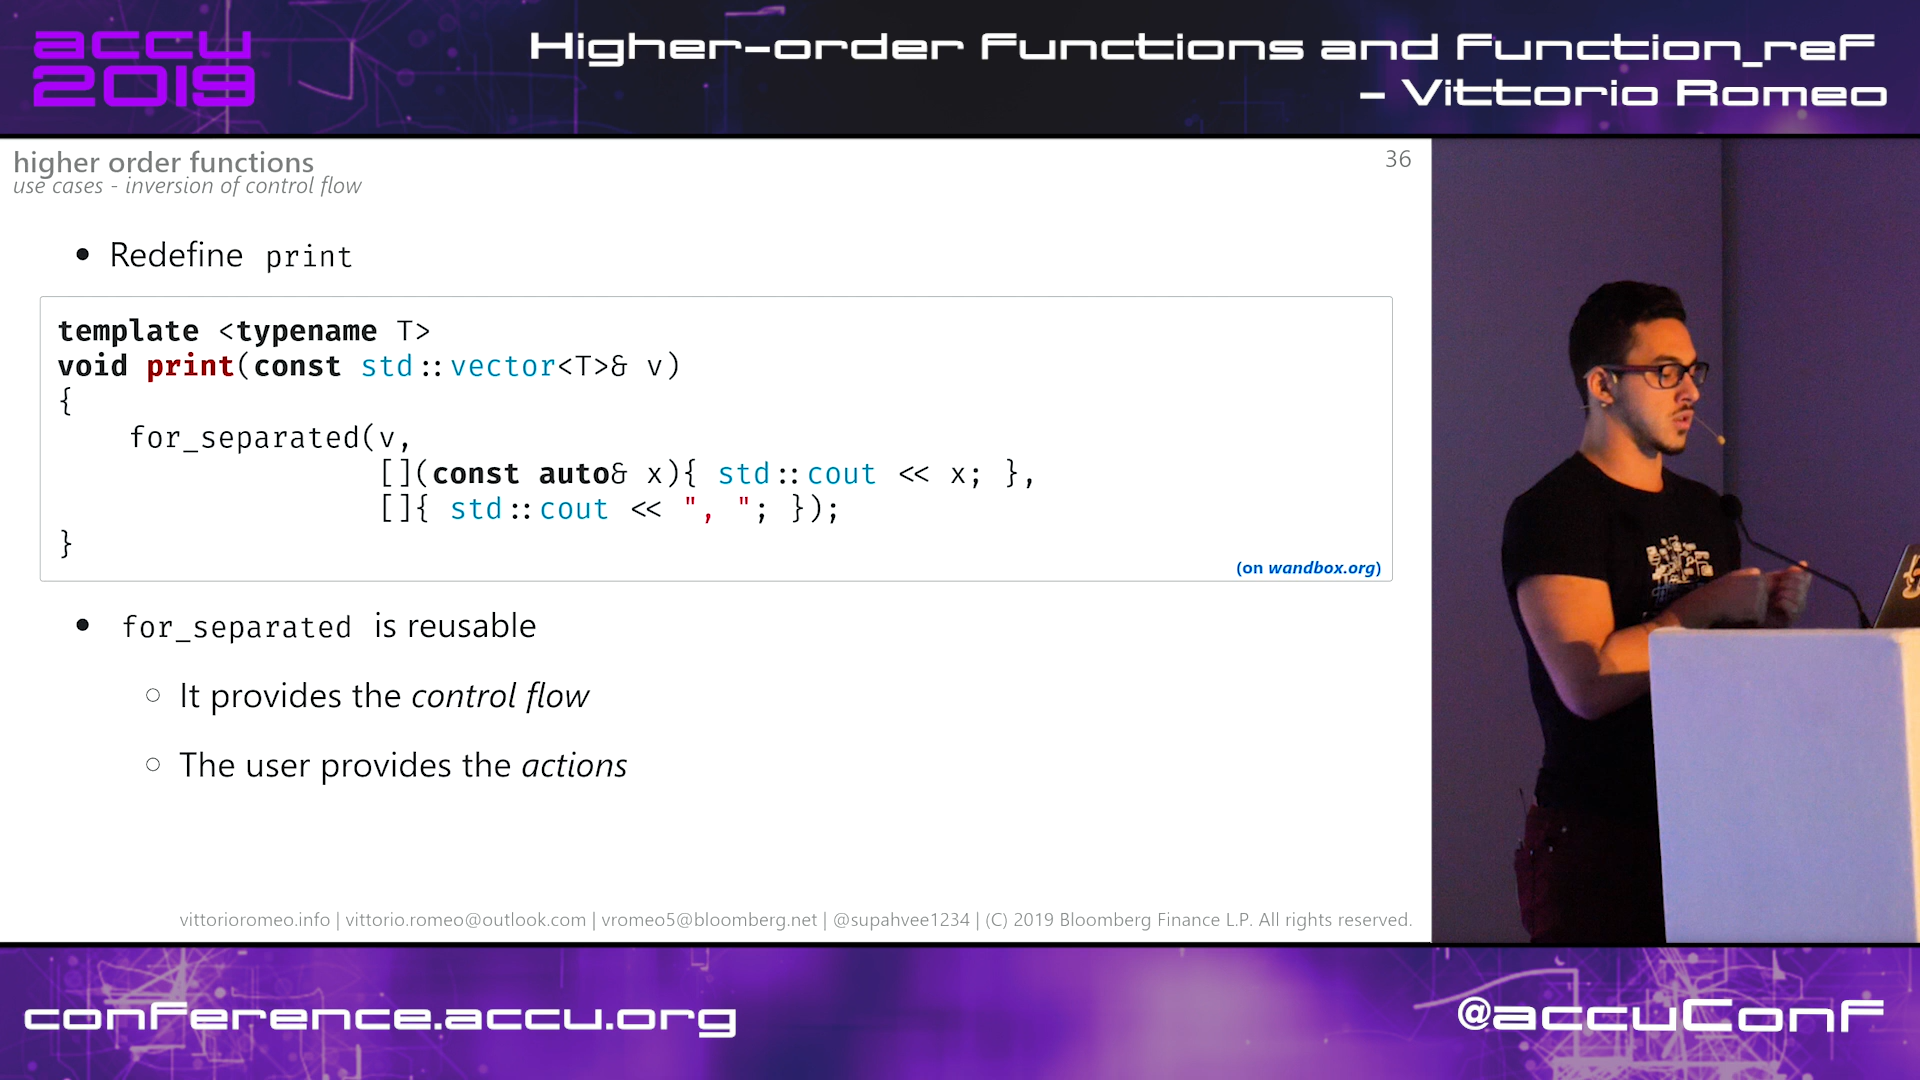 accu
2019
Higher-order Functions and Function_ref
- Vittorio Romeo
higher order functions
36
use cases - inversion of control flow
• Redefine print
template <typename T>
void print(const std::vector<T>& v)
{
for_separated(v,
[](const auto& x){ std::cout << x; },
[]{ std::cout << ", "; });
}
(on wandbox.org)
• for_separated is reusable
○ It provides the control flow
○ The user provides the actions
vittorioromeo.info | vittorio.romeo@outlook.com | vromeo5@bloomberg.net | @supahvee1234 | (C) 2019 Bloomberg Finance L.P. All rights reserved.
conference.accu.org
@accuConf